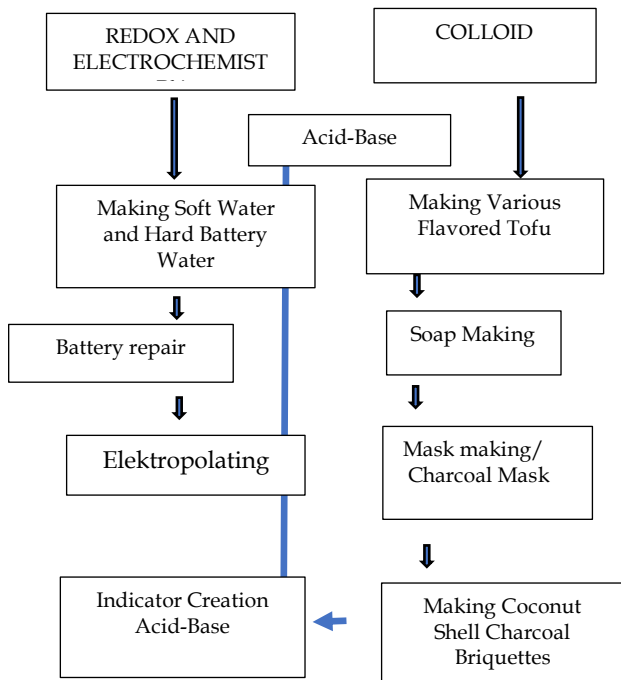 REDOX AND
ELECTROCHEMIST
COLLOID
Acid-Base
Making Soft Water
and Hard Battery
Water
Making Various
Flavored Tofu
Battery repair
Soap Making
Elektropolating
Mask making/
Charcoal Mask
Indicator Creation
Acid-Base
Making Coconut
Shell Charcoal
Briquettes